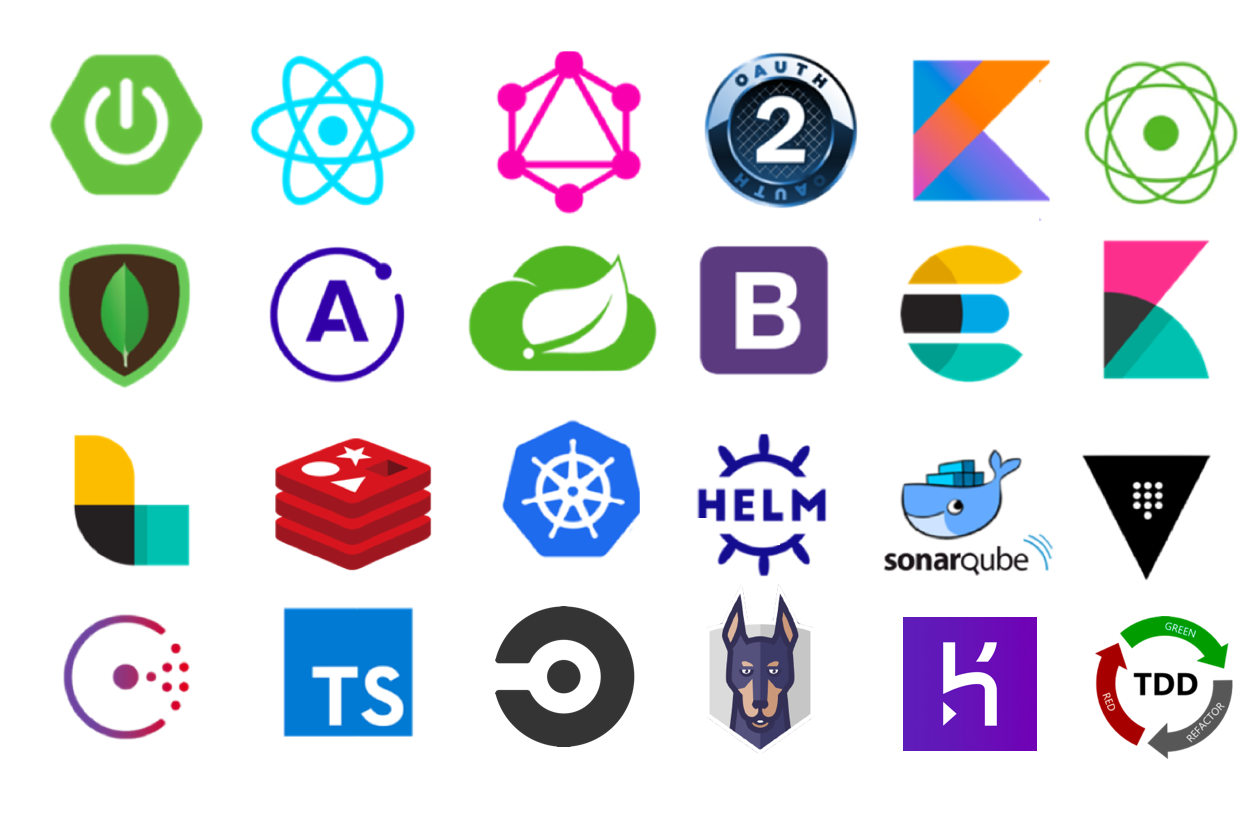 OAUTH
2
OAUTH
A
B
HELM
sonarqube
TS
GREEN
TDD
RED
REFACTOR